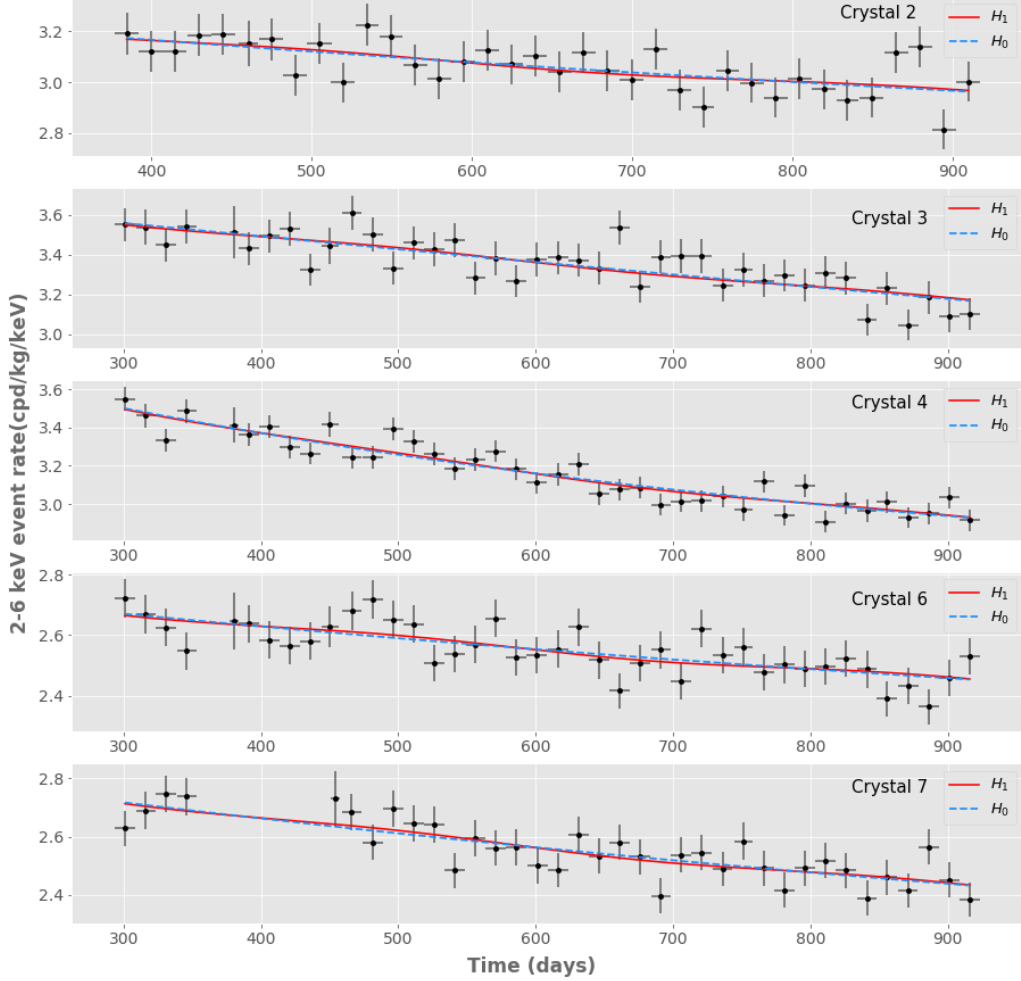 Crystal 2
H₁
H₀
3.2
3.0
2.8
400 500 600 700 800 900
Crystal 3
H₁
H₀
3.6
3.4
3.2
3.0
300 400 500 600 700 800 900
Crystal 4
H₁
H₀
3.6
3.4
3.2
3.0
300 400 500 600 700 800 900
Crystal 6
H₁
H₀
2.8
2.6
2.4
300 400 500 600 700 800 900
Crystal 7
H₁
H₀
2.8
2.6
2.4
300 400 500 600 700 800 900
2-6 keV event rate(cpd/kg/keV)
Time (days)